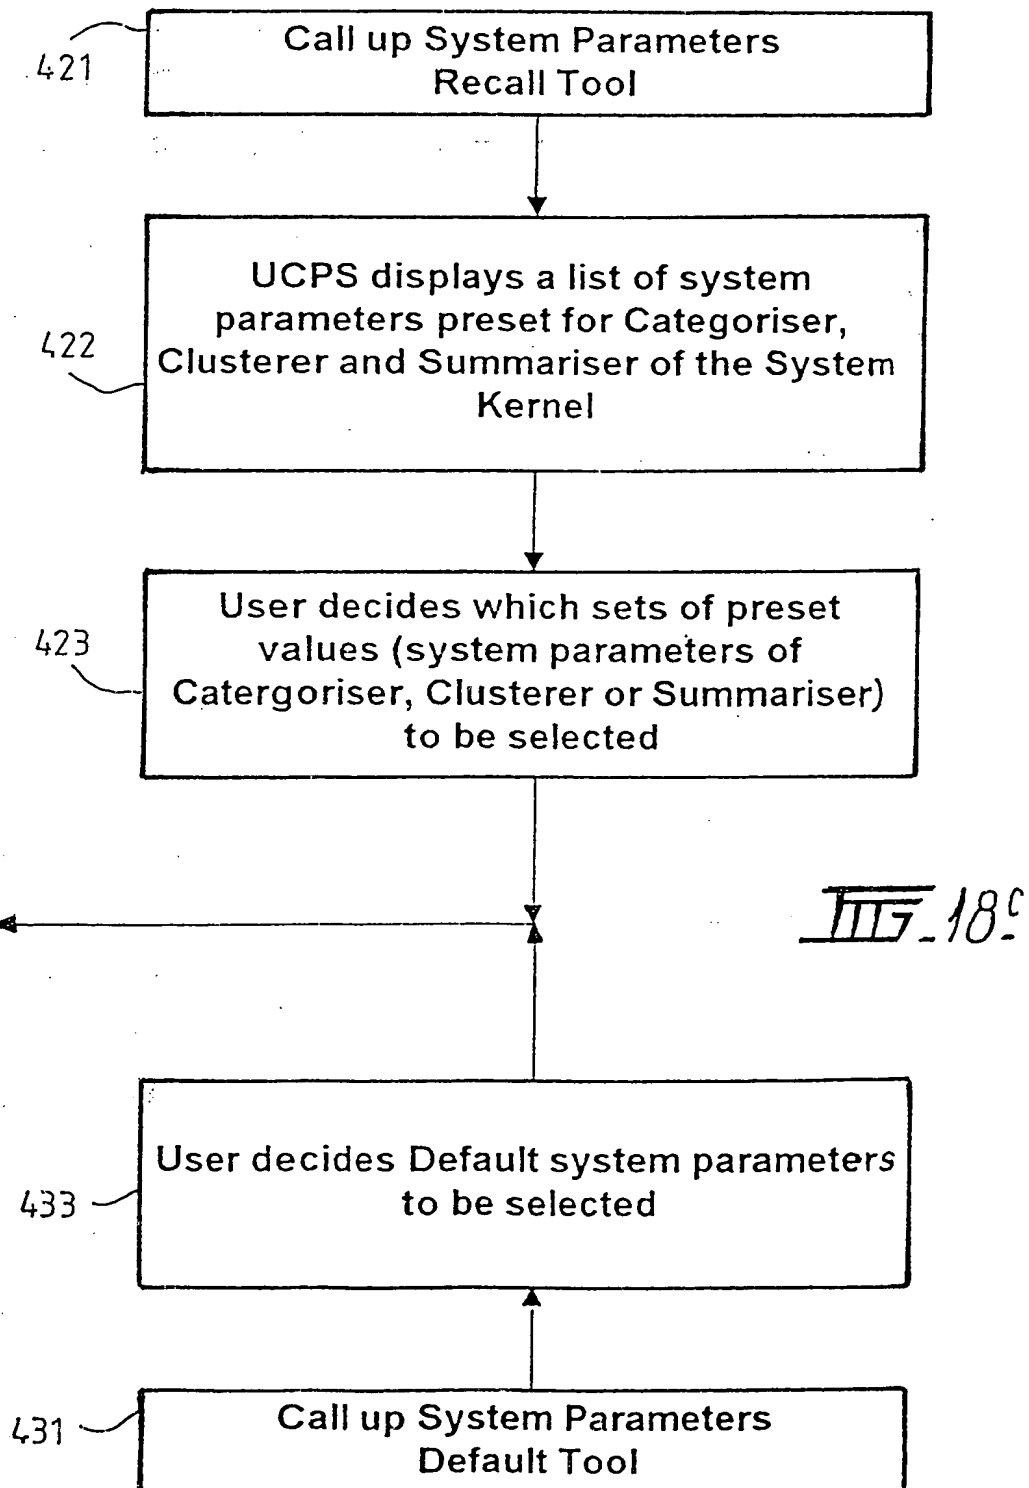 Call up System Parameters
Recall Tool
421
UCPS displays a list of system
parameters preset for Categoriser,
Clusterer and Summariser of the System
Kernel
422
User decides which sets of preset
values (system parameters of
Catergoriser, Clusterer or Summariser)
to be selected
423
FIG_18c
User decides Default system parameters
to be selected
433
Call up System Parameters
Default Tool
431